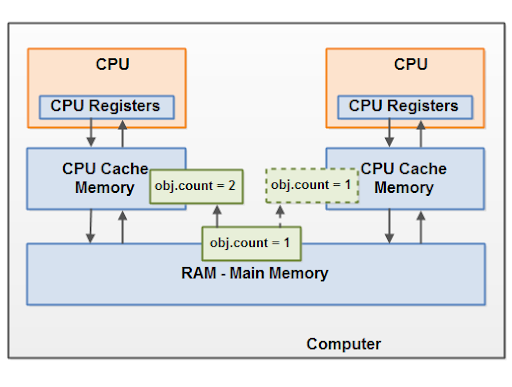 CPU
CPU
CPU Registers
CPU Registers
CPU Cache
Memory
CPU Cache
Memory
obj.count = 2
obj.count = 1
obj.count = 1
RAM - Main Memory
Computer